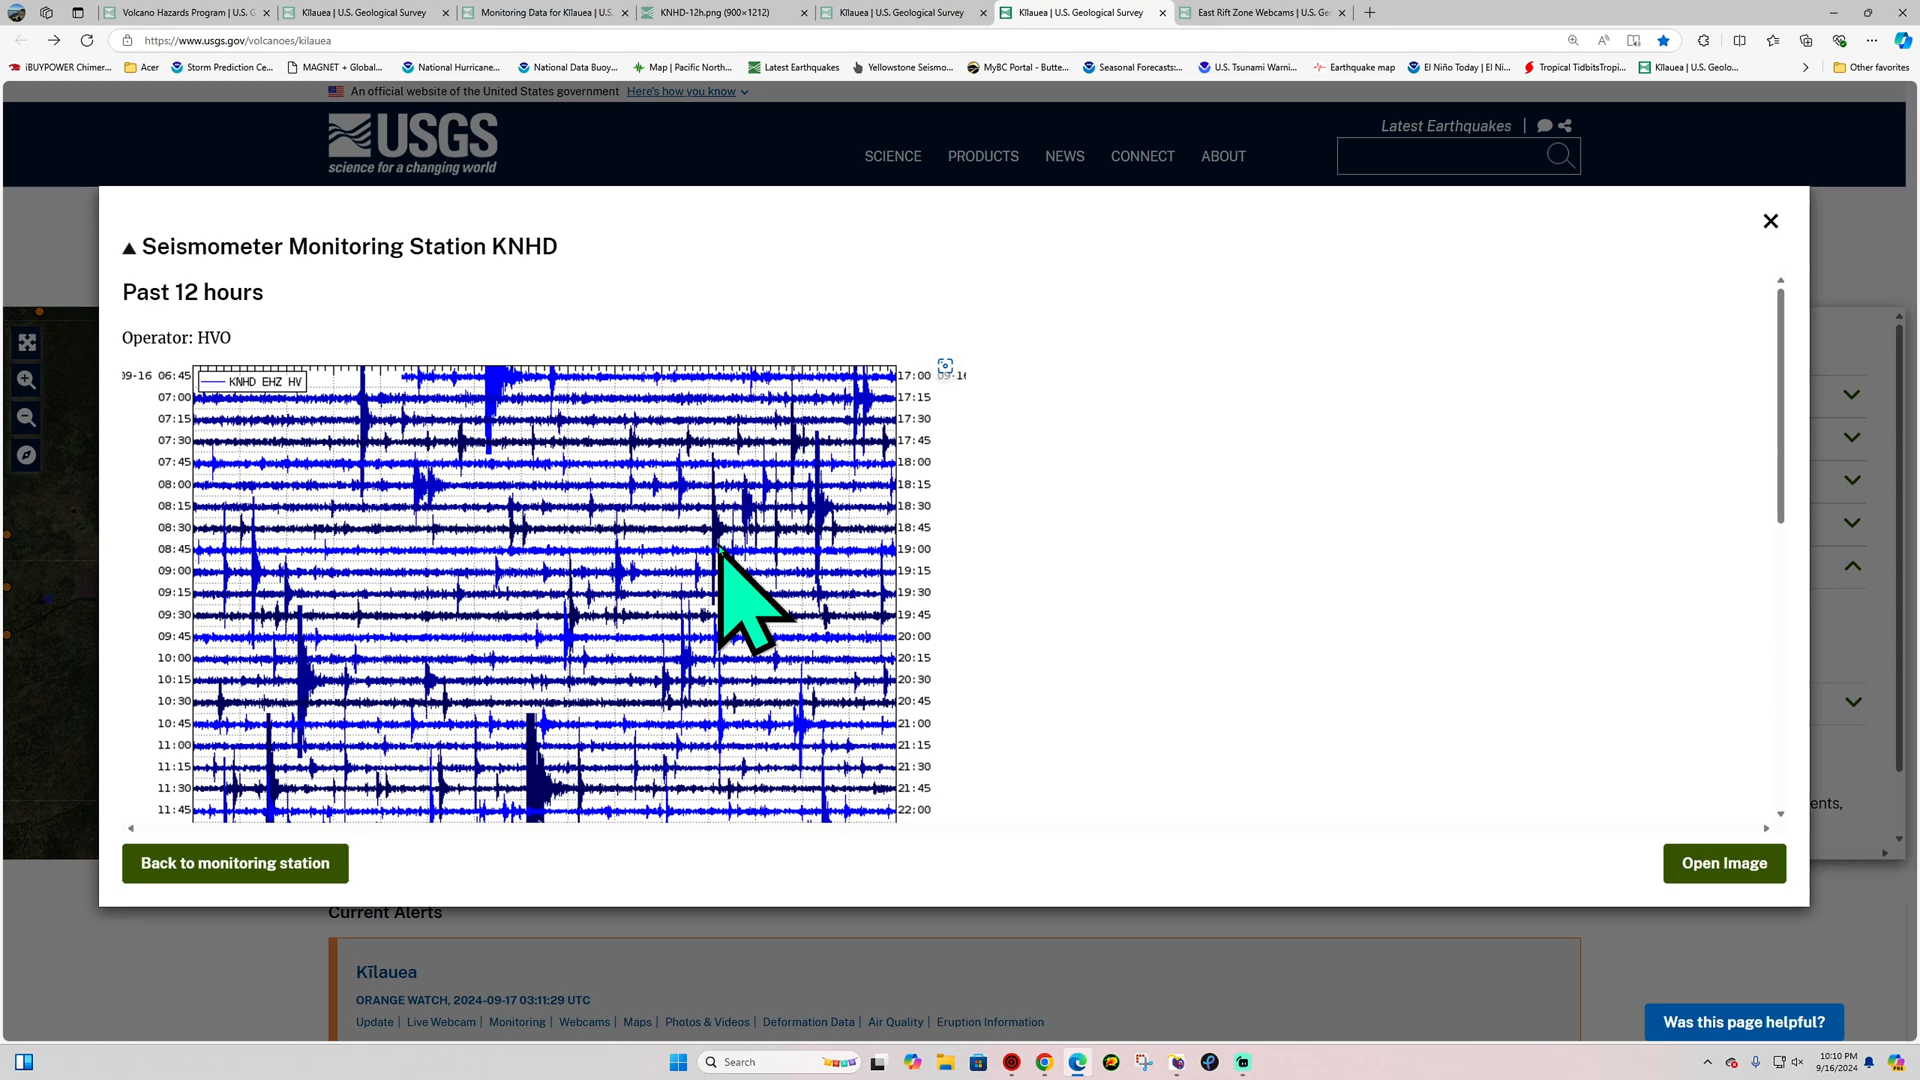 Volcano Hazards Program | U.S. G
Kīlauea | U.S. Geological Survey
Monitoring Data for Kīlauea | U.S.
KNHD-12h.png (900×1212)
Kīlauea | U.S. Geological Survey
Kīlauea | U.S. Geological Survey
East Rift Zone Webcams | U.S. Ge
https://www.usgs.gov/volcanoes/kilauea
iBUYPOWER Chimer...
Acer
Storm Prediction Ce...
MAGNET + Global...
National Hurricane...
National Data Buoy...
Map | Pacific North...
Latest Earthquakes
Yellowstone Seismo...
MyBC Portal - Butte...
Seasonal Forecasts:...
U.S. Tsunami Warni...
Earthquake map
El Niño Today | El Ni...
Tropical TidbitsTropi...
Kīlauea | U.S. Geolo...
Other favorites
An official website of the United States government Here's how you know
USGS
science for a changing world
Latest Earthquakes
SCIENCE PRODUCTS NEWS CONNECT ABOUT
Seismometer Monitoring Station KNHD
Past 12 hours
Operator: HVO
09-16 06:45 KNHD EHZ HV 17:00 09-16
07:00 17:15
07:15 17:30
07:30 17:45
07:45 18:00
08:00 18:15
08:15 18:30
08:30 18:45
08:45 19:00
09:00 19:15
09:15 19:30
09:30 19:45
09:45 20:00
10:00 20:15
10:15 20:30
10:30 20:45
10:45 21:00
11:00 21:15
11:15 21:30
11:30 21:45
11:45 22:00
ents,
Back to monitoring station
Open Image
Current Alerts
Kīlauea
ORANGE WATCH, 2024-09-17 03:11:29 UTC
Update | Live Webcam | Monitoring | Webcams | Maps | Photos & Videos | Deformation Data | Air Quality | Eruption Information
Was this page helpful?
Search
10:10 PM
9/16/2024